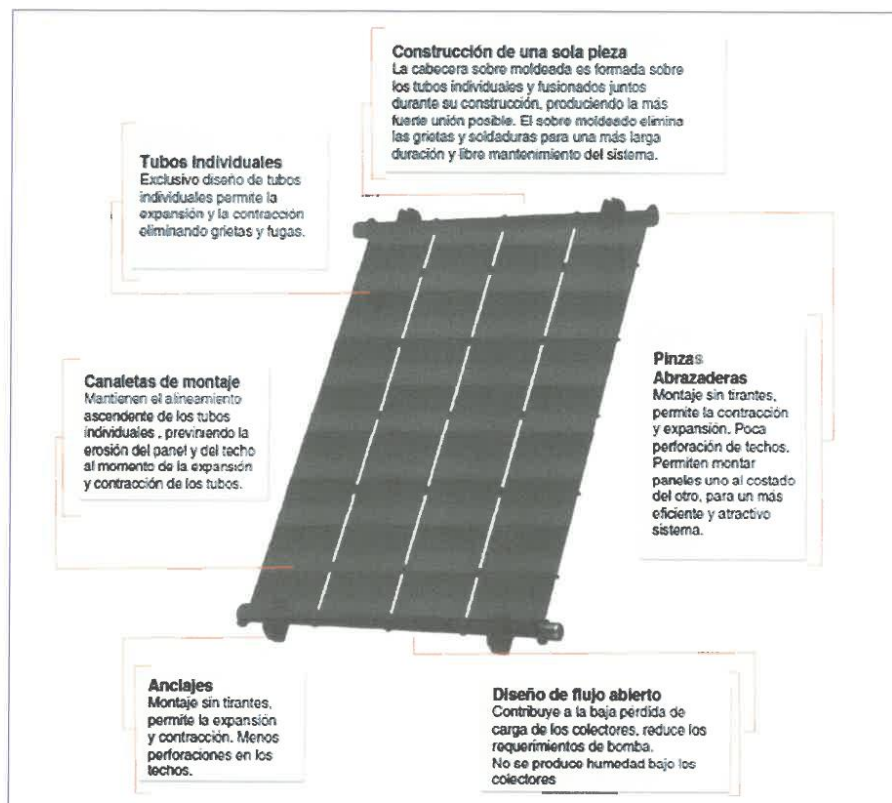 Construcción de una sola pieza
La cabecera sobre moldeada es formada sobre
los tubos individuales y fusionados juntos
durante su construcción, produciendo la más
fuerte unión posible. El sobre moldeado elimina
las grietas y soldaduras para una más larga
duración y libre mantenimiento del sistema.
Tubos individuales
Exclusivo diseño de tubos
individuales permite la
expansión y la contracción
eliminando grietas y fugas.
Pinzas
Abrazaderas
Montaje sin tirantes,
permite la contracción
y expansión. Poca
perforación de techos.
Permiten montar
paneles uno al costado
del otro, para un más
eficiente y atractivo
sistema.
Canaletas de montaje
Mantienen el alineamiento
ascendente de los tubos
individuales , previniendo la
erosión del panel y del techo
al momento de la expansión
y contracción de los tubos.
Anclajes
Montaje sin tirantes,
permite la expansión
y contracción. Menos
perforaciones en los
techos.
Diseño de flujo abierto
Contribuye a la baja pérdida de
carga de los colectores, reduce los
requerimientos de bomba.
No se produce humedad bajo los
colectores